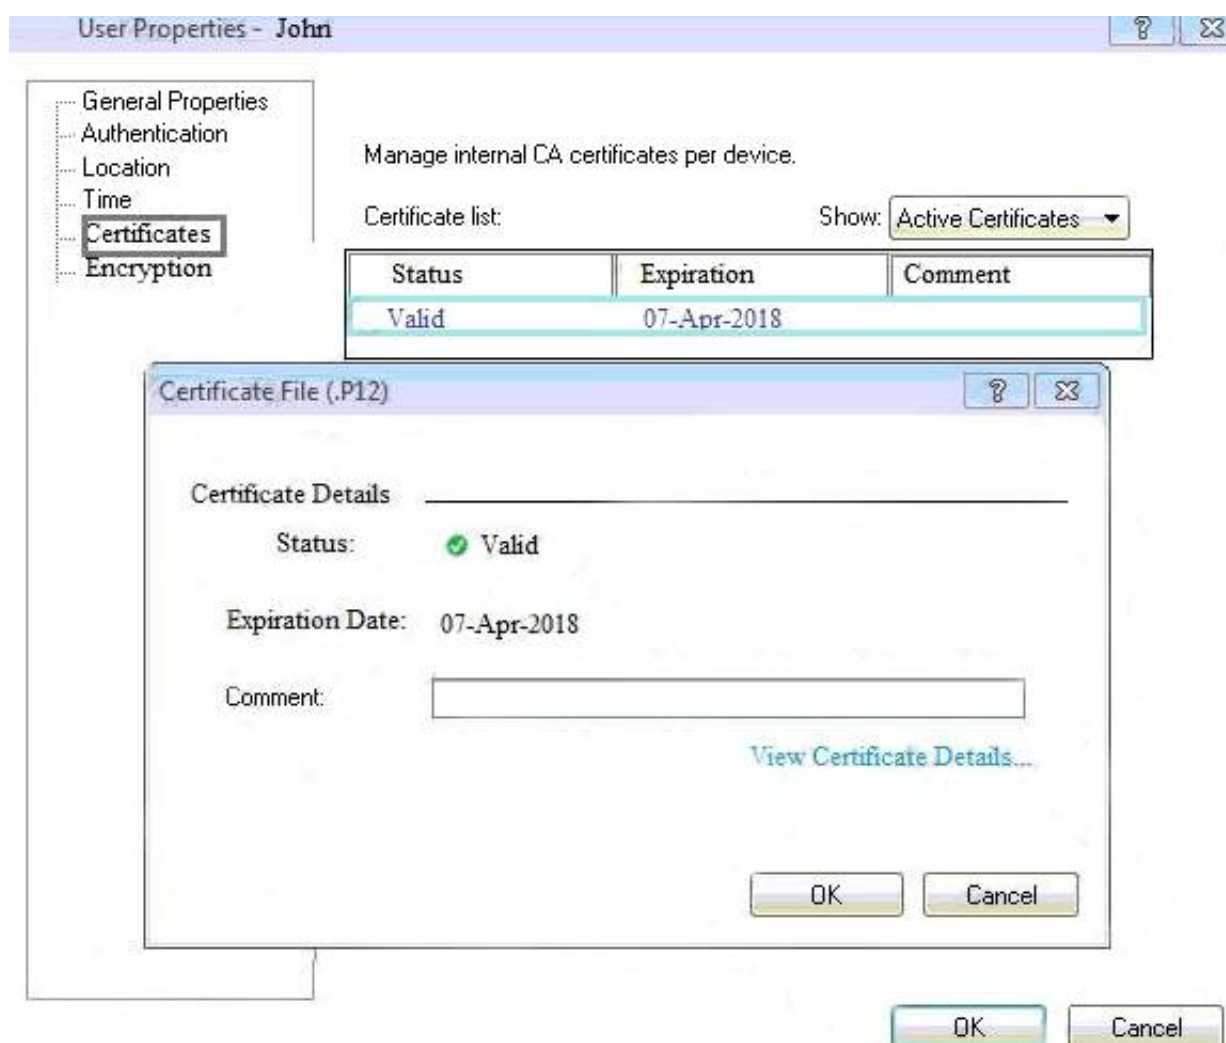 User Properties - John
General Properties
Authentication
Location
Time
Certificates
Encryption
Manage internal CA certificates per device.
Certificate list:
Show: Active Certificates
Status Expiration Comment
Valid 07-Apr-2018
Certificate File (.P12)
Certificate Details
Status: Valid
Expiration Date: 07-Apr-2018
Comment:
View Certificate Details...
OK Cancel
OK Cancel